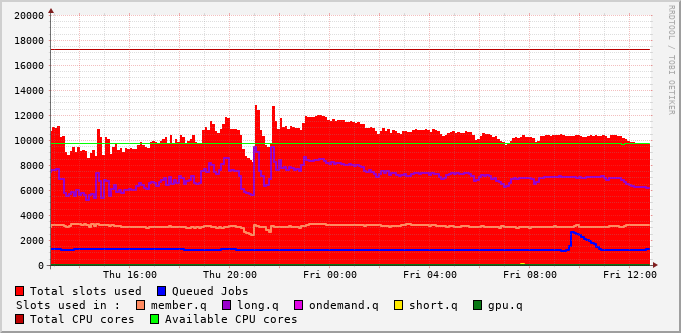 20000
18000
16000
14000
12000
10000
8000
6000
4000
2000
0
Thu 16:00 Thu 20:00 Fri 00:00 Fri 04:00 Fri 08:00 Fri 12:00
RRDTOOL / TOBI OETIKER
Total slots used Queued Jobs
Slots used in : member.q long.q ondemand.q short.q gpu.q
Total CPU cores Available CPU cores